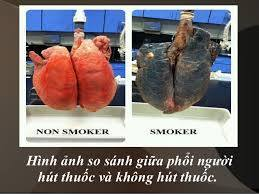 NON SMOKER
SMOKER
Hình ảnh so sánh giữa phổi người
hút thuốc và không hút thuốc.